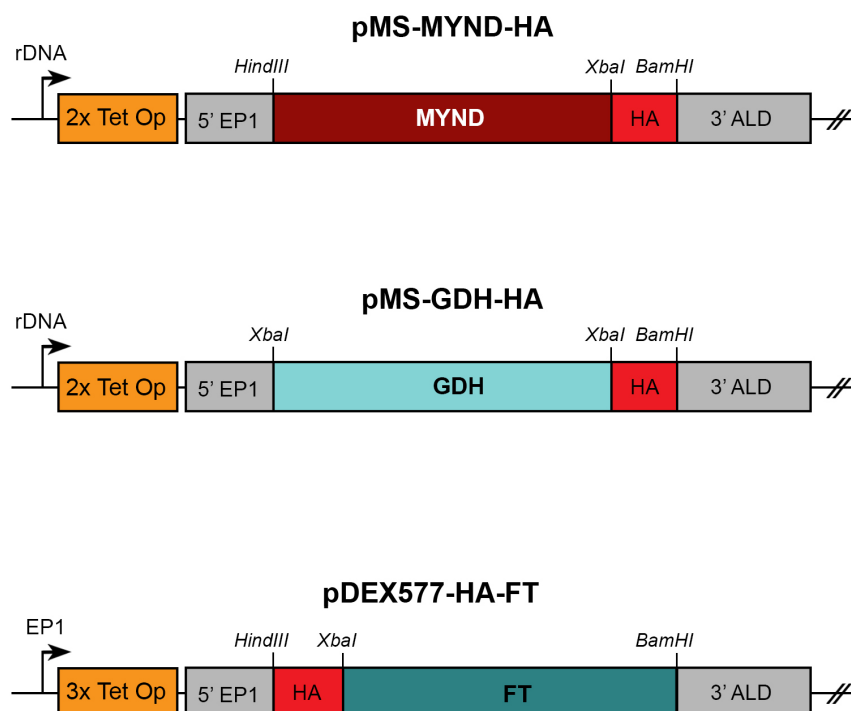 pMS-MYND-HA
rDNA
HindIII XbaI BamHI
2x Tet Op 5' EP1 MYND HA 3' ALD
pMS-GDH-HA
rDNA
XbaI XbaI BamHI
2x Tet Op 5' EP1 GDH HA 3' ALD
pDEX577-HA-FT
EP1
HindIII XbaI BamHI
3x Tet Op 5' EP1 HA FT 3' ALD